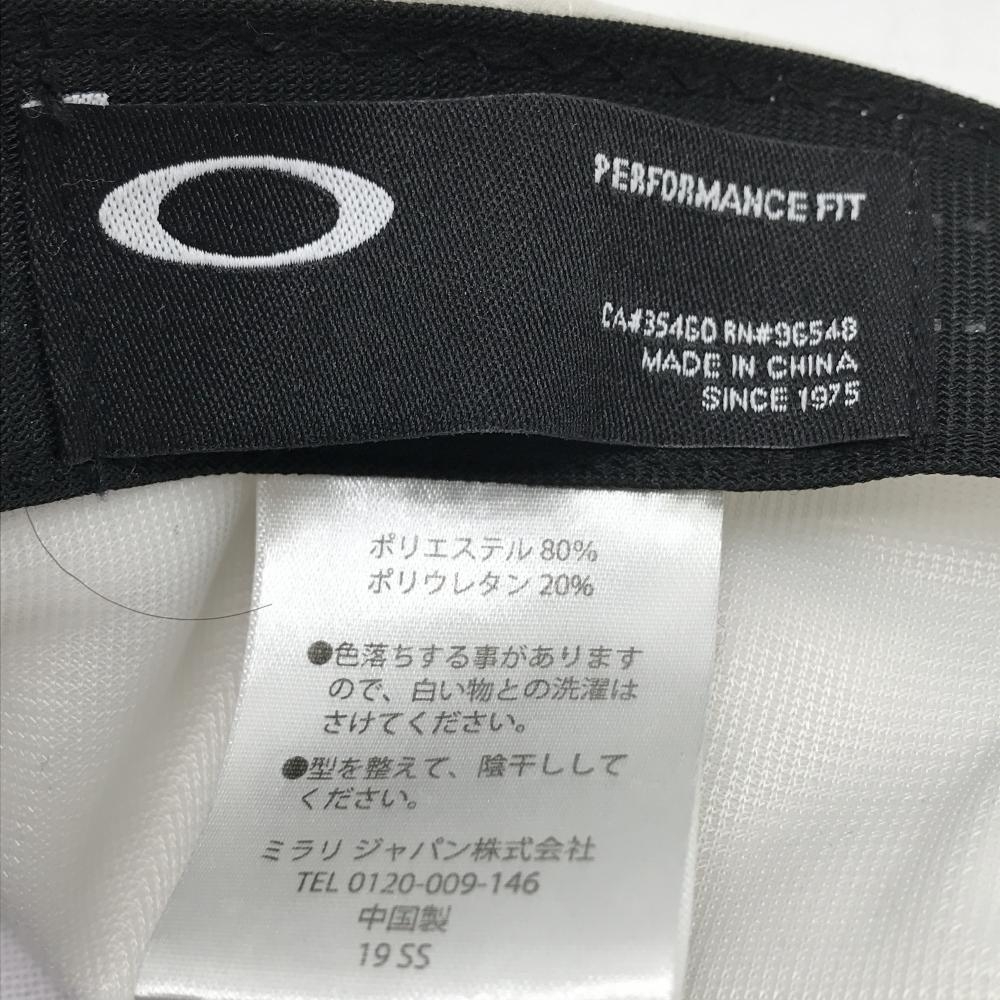 PERFORMANCE FIT
CA#35460 RN#96548
MADE IN CHINA
SINCE 1975
ポリエステル 80%
ポリウレタン 20%
●色落ちする事があります
ので、白い物との洗濯は
さけてください。
●型を整えて、陰干しして
ください。
ミラリ ジャパン株式会社
TEL 0120-009-146
中国製
19 SS